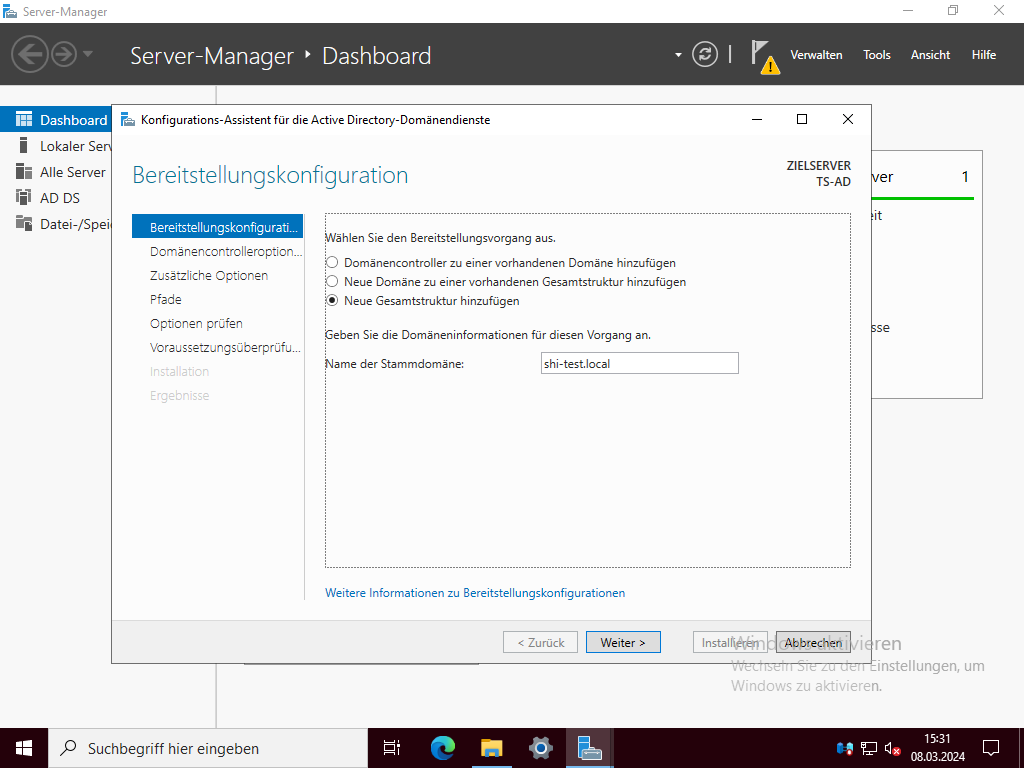 Server-Manager
Server-Manager ‣ Dashboard
Verwalten Tools Ansicht Hilfe
Dashboard
Lokaler Serv
Alle Server
AD DS
Datei-/Spei
Konfigurations-Assistent für die Active Directory-Domänendienste
Bereitstellungskonfiguration
ZIELSERVER
TS-AD
Bereitstellungskonfigurati...
Domänencontrolleroption...
Zusätzliche Optionen
Pfade
Optionen prüfen
Voraussetzungsüberprüfu...
Installation
Ergebnisse
Wählen Sie den Bereitstellungsvorgang aus.
Domänencontroller zu einer vorhandenen Domäne hinzufügen
Neue Domäne zu einer vorhandenen Gesamtstruktur hinzufügen
Neue Gesamtstruktur hinzufügen
Geben Sie die Domäneninformationen für diesen Vorgang an.
Name der Stammdomäne: shi-test.local
Weitere Informationen zu Bereitstellungskonfigurationen
< Zurück Weiter > Installieren Abbrechen
ver 1
eit
sse
Windows aktivieren
Wechseln Sie zu den Einstellungen, um
Windows zu aktivieren.
Suchbegriff hier eingeben
15:31
08.03.2024